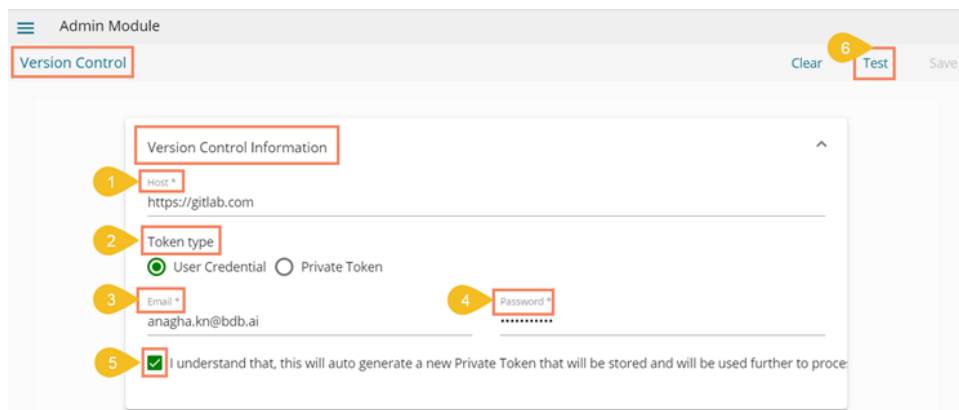 Admin Module
6
Version Control Clear Test Save
Version Control Information
1 Host *
https://gitlab.com
2 Token type
User Credential Private Token
3 Email * 4 Password *
anagha.kn@bdb.ai •••••••••••
5 I understand that, this will auto generate a new Private Token that will be stored and will be used further to proce